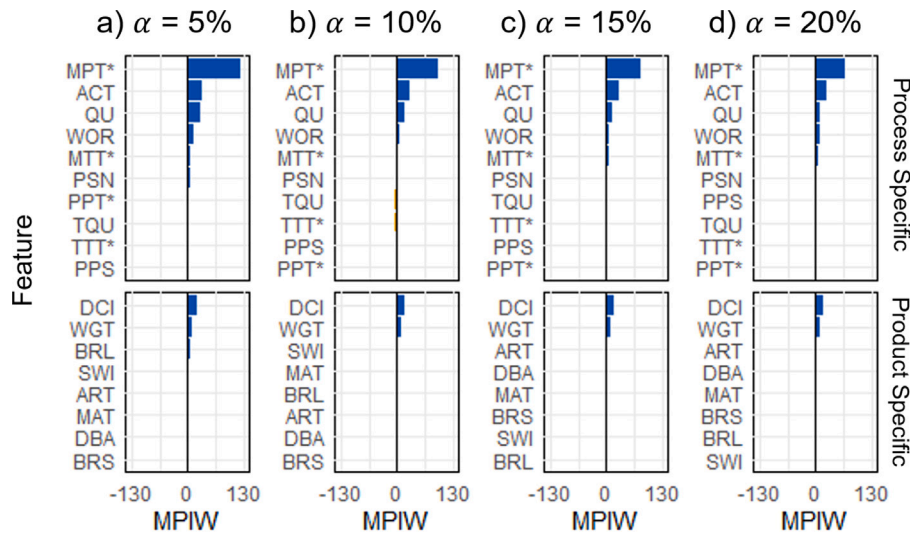 a) α = 5%
b) α = 10%
c) α = 15%
d) α = 20%
Feature
MPT*
ACT
QU
WOR
MTT*
PSN
PPT*
TQU
TTT*
PPS
MPT*
ACT
QU
WOR
MTT*
PSN
TQU
TTT*
PPS
PPT*
MPT*
ACT
QU
WOR
MTT*
PSN
TQU
TTT*
PPS
PPT*
MPT*
ACT
QU
WOR
MTT*
PSN
PPS
TQU
TTT*
PPT*
Process Specific
DCI
WGT
BRL
SWI
ART
MAT
DBA
BRS
DCI
WGT
SWI
MAT
BRL
ART
DBA
BRS
DCI
WGT
ART
DBA
MAT
BRS
SWI
BRL
DCI
WGT
ART
DBA
MAT
BRS
BRL
SWI
Product Specific
-130 0 130
-130 0 130
-130 0 130
-130 0 130
MPIW
MPIW
MPIW
MPIW